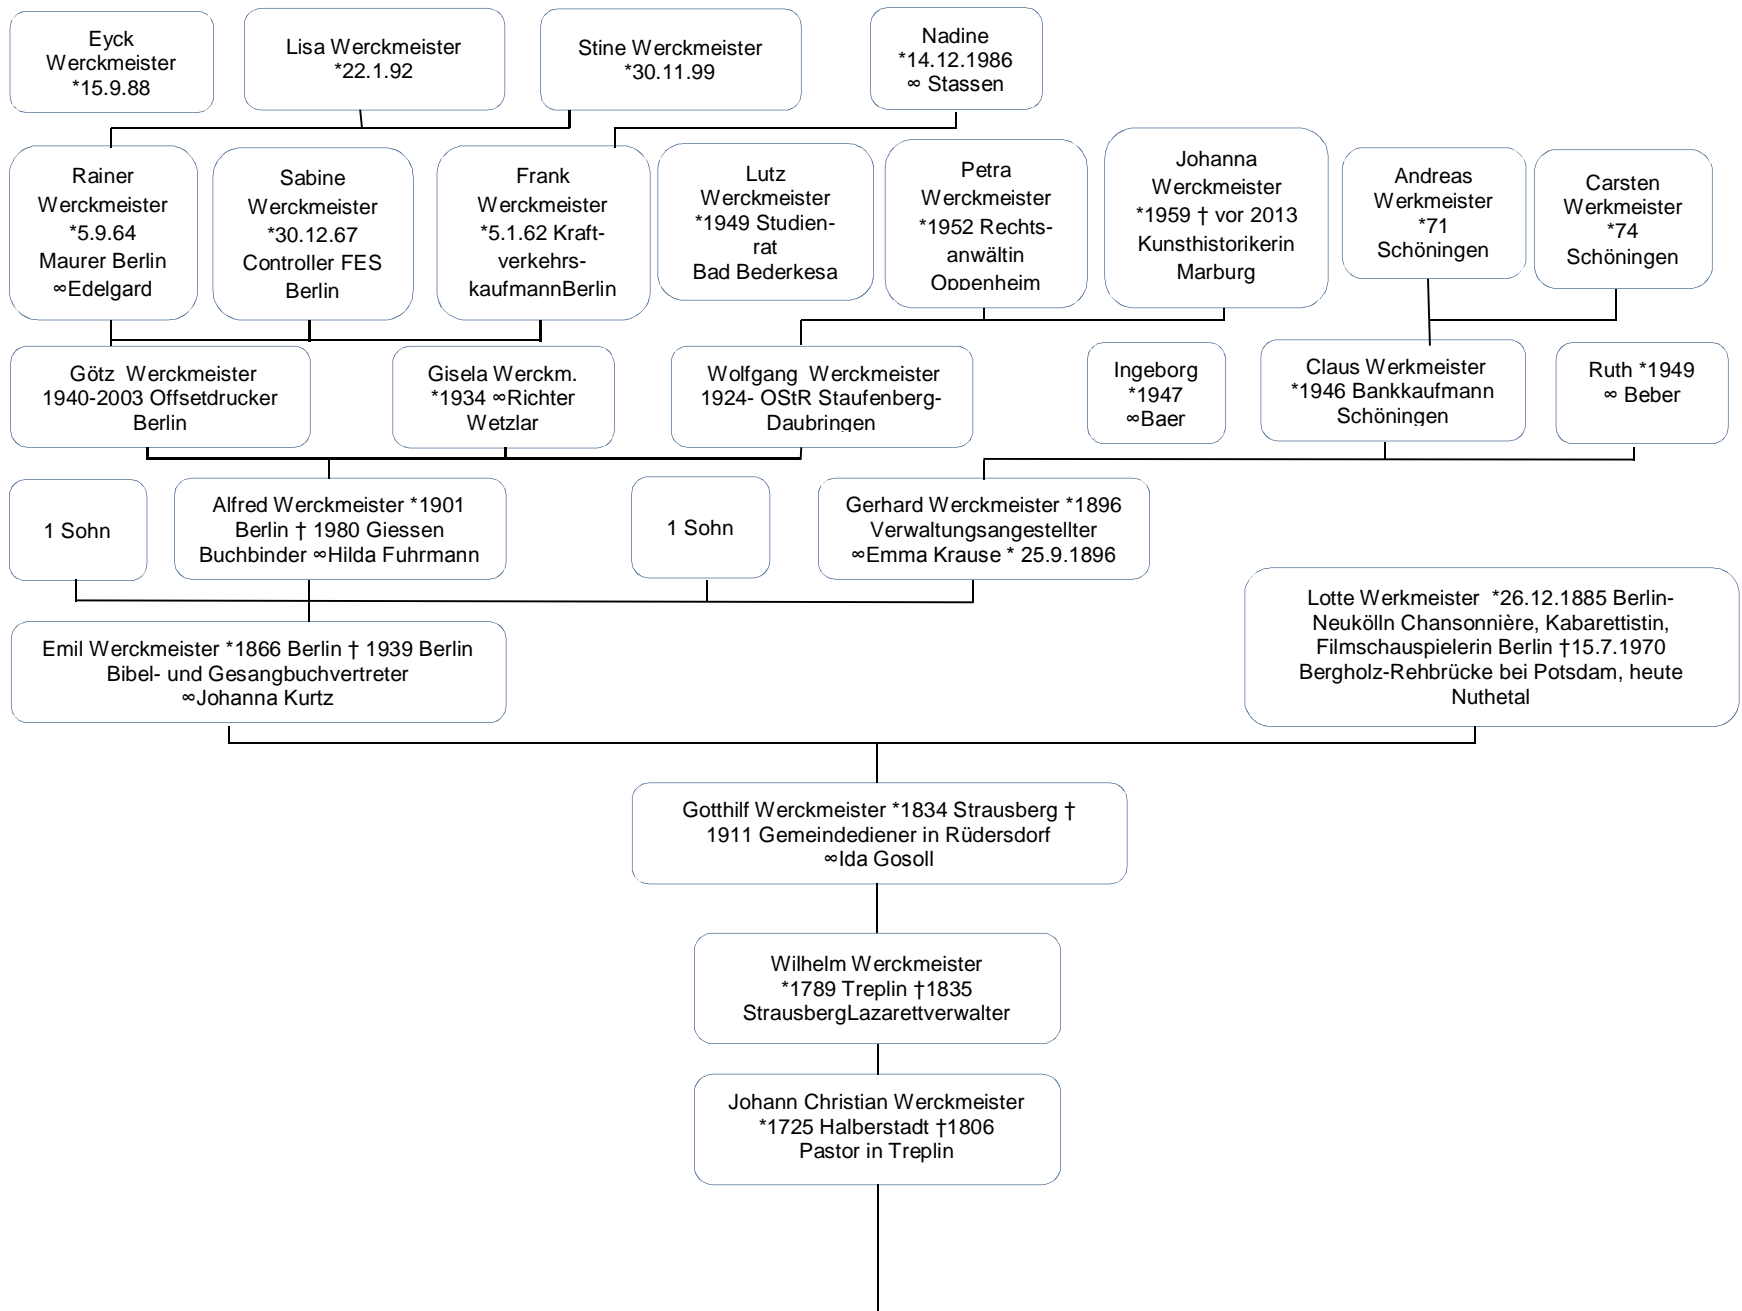 Eyck
Werckmeister
*15.9.88
Lisa Werckmeister
*22.1.92
Stine Werckmeister
*30.11.99
Nadine
*14.12.1986
∞ Stassen
Rainer
Werckmeister
*5.9.64
Maurer Berlin
∞Edelgard
Sabine
Werckmeister
*30.12.67
Controller FES
Berlin
Frank
Werckmeister
*5.1.62 Kraft-
verkehrs-
kaufmannBerlin
Lutz
Werckmeister
*1949 Studien-
rat
Bad Bederkesa
Petra
Werckmeister
*1952 Rechts-
anwältin
Oppenheim
Johanna
Werckmeister
*1959 † vor 2013
Kunsthistorikerin
Marburg
Andreas
Werkmeister
*71
Schöningen
Carsten
Werkmeister
*74
Schöningen
Götz Werckmeister
1940-2003 Offsetdrucker
Berlin
Gisela Werckm.
*1934 ∞Richter
Wetzlar
Wolfgang Werckmeister
1924- OStR Staufenberg-
Daubringen
Ingeborg
*1947
∞Baer
Claus Werkmeister
*1946 Bankkaufmann
Schöningen
Ruth *1949
∞ Beber
1 Sohn
Alfred Werckmeister *1901
Berlin † 1980 Giessen
Buchbinder ∞Hilda Fuhrmann
1 Sohn
Gerhard Werckmeister *1896
Verwaltungsangestellter
∞Emma Krause * 25.9.1896
Emil Werckmeister *1866 Berlin † 1939 Berlin
Bibel- und Gesangbuchvertreter
∞Johanna Kurtz
Lotte Werkmeister *26.12.1885 Berlin-
Neukölln Chansonnière, Kabarettistin,
Filmschauspielerin Berlin †15.7.1970
Bergholz-Rehbrücke bei Potsdam, heute
Nuthetal
Gotthilf Werckmeister *1834 Strausberg †
1911 Gemeindediener in Rüdersdorf
∞Ida Gosoll
Wilhelm Werckmeister
*1789 Treplin †1835
StrausbergLazarettverwalter
Johann Christian Werckmeister
*1725 Halberstadt †1806
Pastor in Treplin